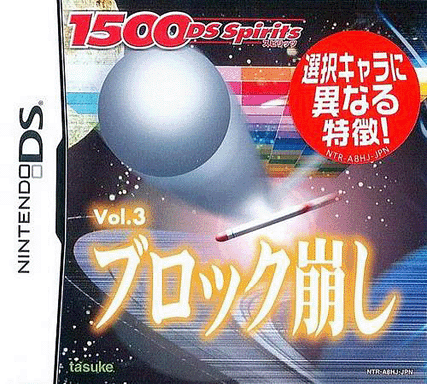 1500 DS Spirits
スピリッツ
選択キャラに
異なる
特徴!
NTR-A8HJ-JPN
NINTENDO DS
Vol.3
ブロック崩し
tasuke
NTR-A8HJ-JPN